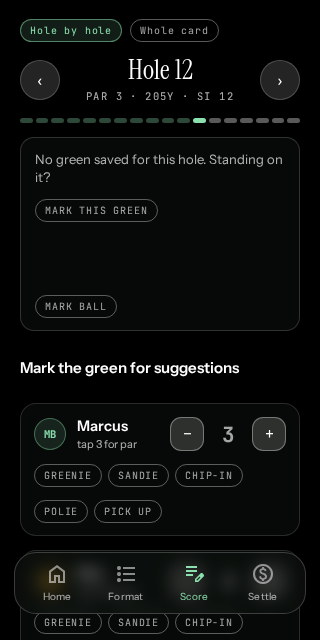 Hole by hole
Whole card
‹
Hole 12
›
PAR 3 · 205Y · SI 12
No green saved for this hole. Standing on
it?
MARK THIS GREEN
MARK BALL
Mark the green for suggestions
MB
Marcus
tap 3 for par
−
3
+
GREENIE
SANDIE
CHIP-IN
POLIE
PICK UP
Home
Format
Score
Settle
GREENIE
SANDIE
CHIP-IN